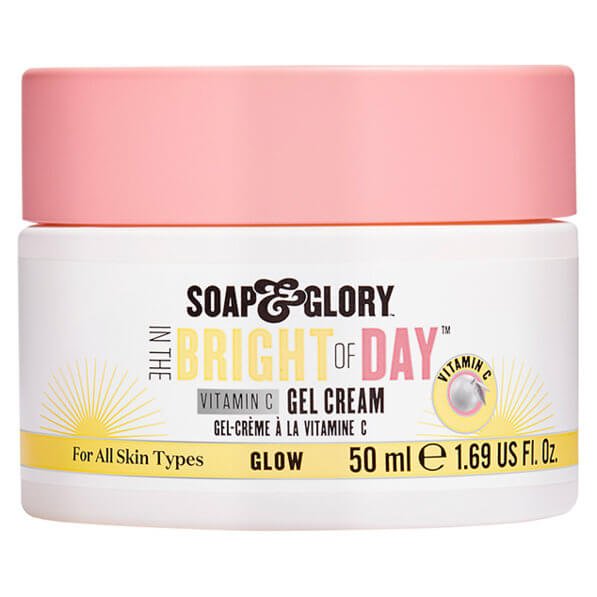 SOAP&GLORY™
IN THE BRIGHT OF DAY™
VITAMIN C GEL CREAM
GEL-CRÈME À LA VITAMINE C
VITAMIN C
For All Skin Types GLOW 50 ml ℮ 1.69 US Fl. Oz.